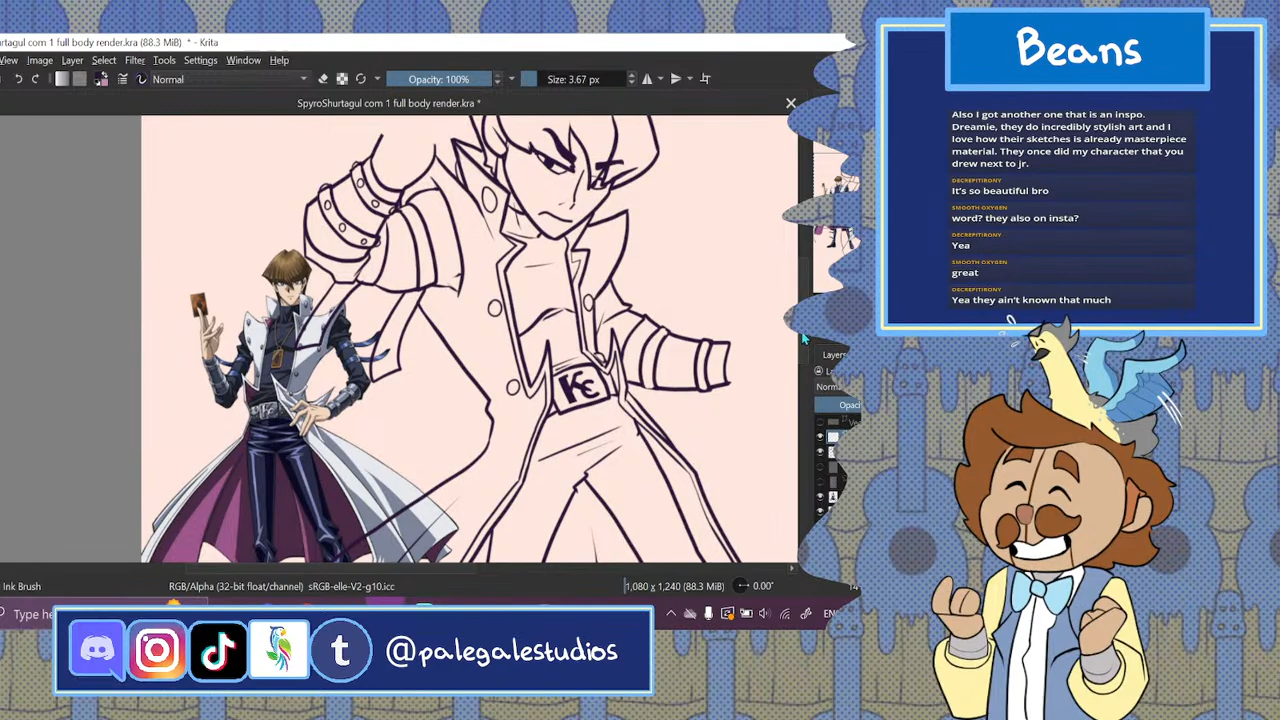 urtagul com 1 full body render.kra (88.3 MiB) * - Krita
View Image Layer Select Filter Tools Settings Window Help
Normal
Opacity: 100%
Size: 3.67 px
SpyroShurtagul com 1 full body render.kra *
KC
Layers
Norma
Opac
Ink Brush
RGB/Alpha (32-bit float/channel) sRGB-elle-V2-g10.icc
1,080 x 1,240 (88.3 MiB)
0.00°
Type he
EN
@palegalestudios
Beans
Also I got another one that is an inspo.
Dreamie, they do incredibly stylish art and I
love how their sketches is already masterpiece
material. They once did my character that you
drew next to jr.
DECREPITIRONY
It's so beautiful bro
SMOOTH OXYGEN
word? they also on insta?
DECREPITIRONY
Yea
SMOOTH OXYGEN
great
DECREPITIRONY
Yea they ain't known that much